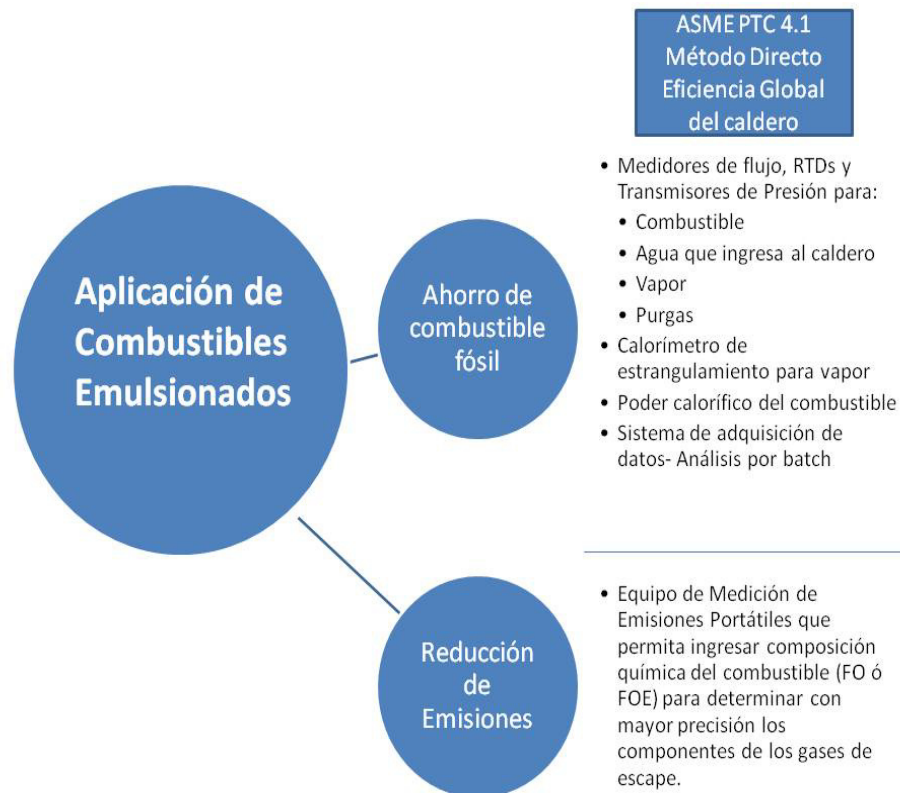 Aplicación de
Combustibles
Emulsionados
Ahorro de
combustible
fósil
ASME PTC 4.1
Método Directo
Eficiencia Global
del caldero
• Medidores de flujo, RTDs y
Transmisores de Presión para:
• Combustible
• Agua que ingresa al caldero
• Vapor
• Purgas
• Calorímetro de
estrangulamiento para vapor
• Poder calorífico del combustible
• Sistema de adquisición de
datos- Análisis por batch
Reducción
de
Emisiones
• Equipo de Medición de
Emisiones Portátiles que
permita ingresar composición
química del combustible (FO ó
FOE) para determinar con
mayor precisión los
componentes de los gases de
escape.